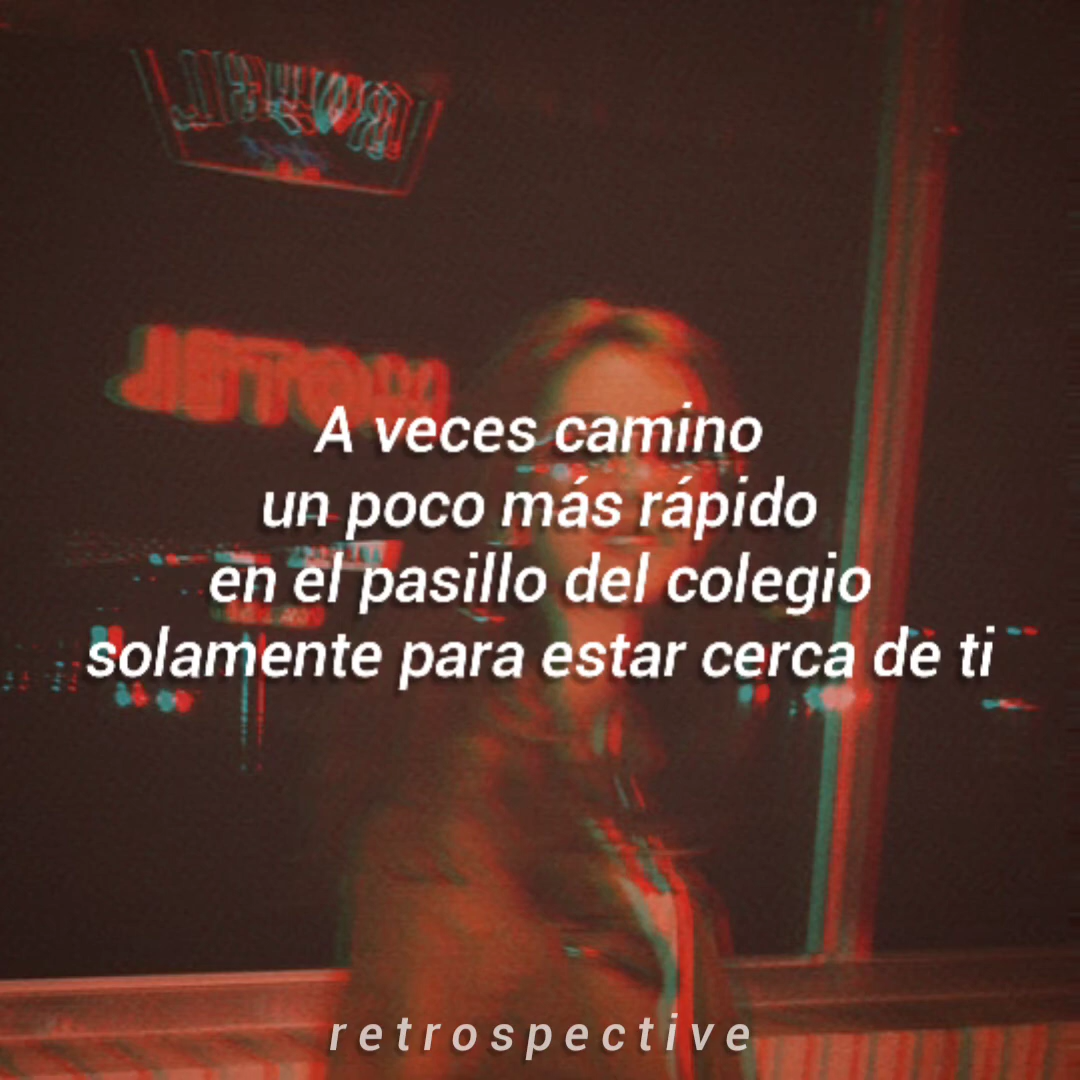 A veces camino
un poco más rápido
en el pasillo del colegio
solamente para estar cerca de ti
retrospective